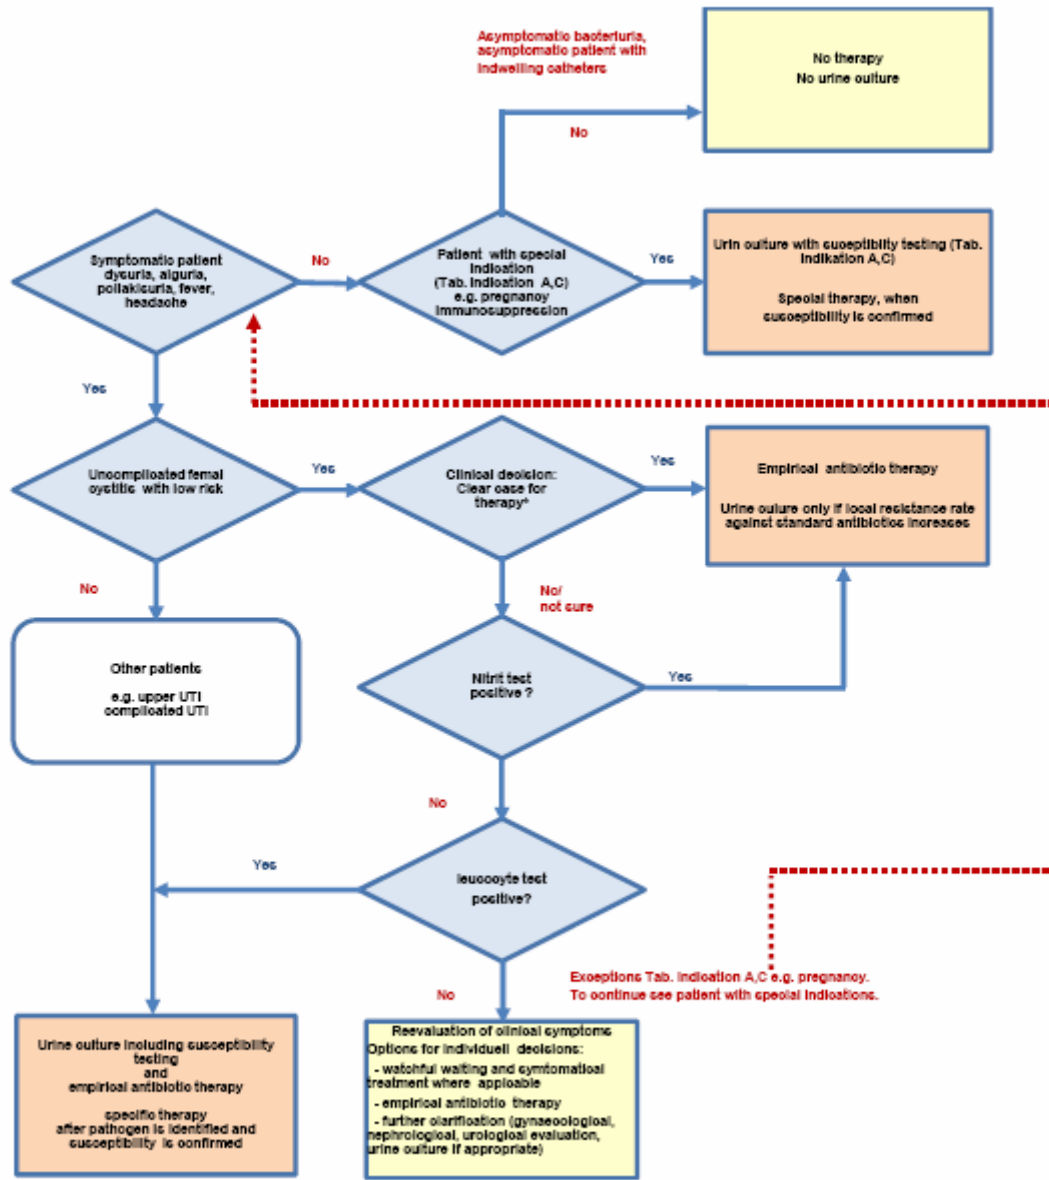 Asymptomatic bacteriuria,
asymptomatic patient with
indwelling catheters
No therapy
No urine culture
No
Symptomatic patient
dysuria, alguria,
pollakisuria, fever,
headache
No
Patient with special
indication
(Tab. Indication A,C)
e.g. pregnancy
immunosuppression
Yes
Urin culture with suceptibilty testing (Tab.
Indikation A,C)
Special therapy, when
susceptibility is confirmed
Yes
Uncomplicated femal
cystitis with low risk
Yes
Clinical decision:
Clear case for
therapy*
Yes
Empirical antibiotic therapy
Urine culure only if local resistance rate
against standard antibiotics increases
No
No/
not sure
Other patients
e.g. upper UTI
complicated UTI
Nitrit test
positive ?
Yes
No
Yes
leucocyte test
positive?
Exceptions Tab. Indication A,C e.g. pregnancy.
To continue see patient with special indications.
No
Urine culture including susceptibility
testing
and
empirical antibiotic therapy
specific therapy
after pathogen is identified and
susceptibility is confirmed
Reevaluation of clinical symptoms
Options for individuell decisions:
- watchful waiting and symtomatical
treatment where applicable
- empirical antibiotic therapy
- further clarification (gynaecological,
nephrological, urological evaluation,
urine culture if appropriate)